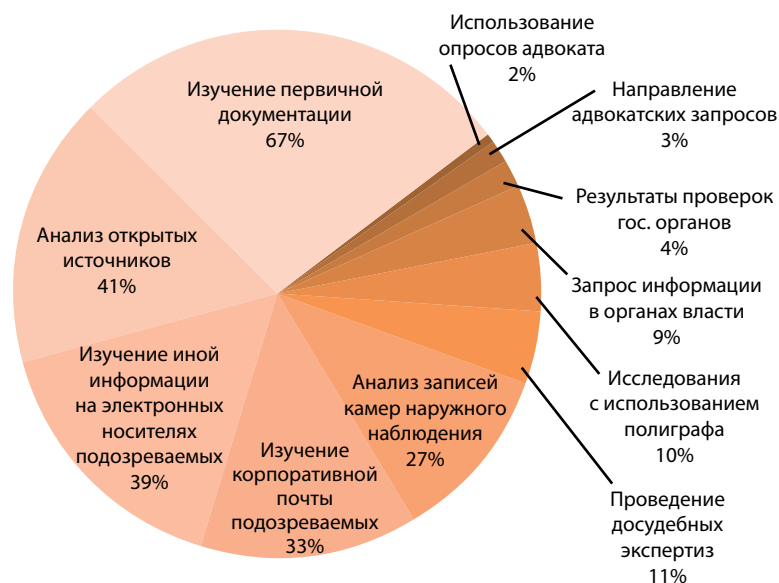 Использование
опросов адвоката
2%
Направление
адвокатских запросов
3%
Результаты проверок
гос. органов
4%
Запрос информации
в органах власти
9%
Исследования
с использованием
полиграфа
10%
Проведение
досудебных
экспертиз
11%
Анализ записей
камер наружного
наблюдения
27%
Изучение
корпоративной
почты
подозреваемых
33%
Изучение иной
информации
на электронных
носителях
подозреваемых
39%
Анализ открытых
источников
41%
Изучение первичной
документации
67%